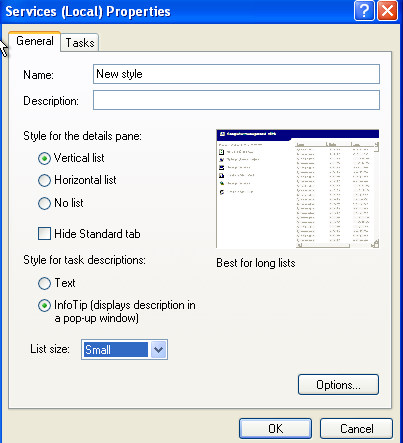 Services (Local) Properties
General
Tasks
Name:
New style
Description:
Style for the details pane:
Vertical list
Horizontal list
No list
Hide Standard tab
Best for long lists
Style for task descriptions:
Text
InfoTip (displays description in
a pop-up window)
List size:
Small
Options...
OK
Cancel